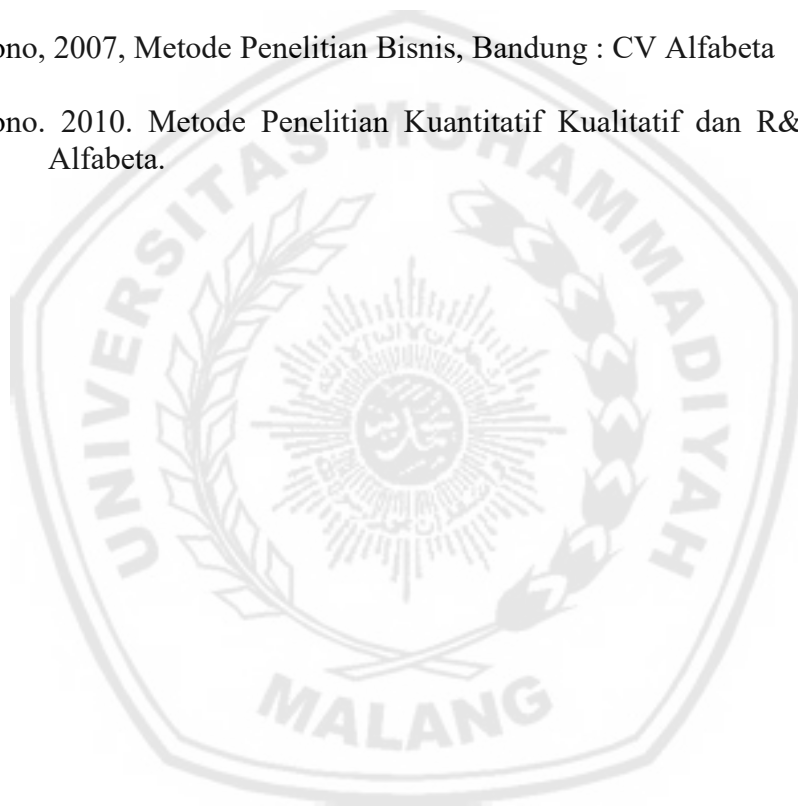 ono, 2007, Metode Penelitian Bisnis, Bandung : CV Alfabeta
ono. 2010. Metode Penelitian Kuantitatif Kualitatif dan R&
Alfabeta.
UNIVERSITAS MUHAMMADIYAH
MALANG